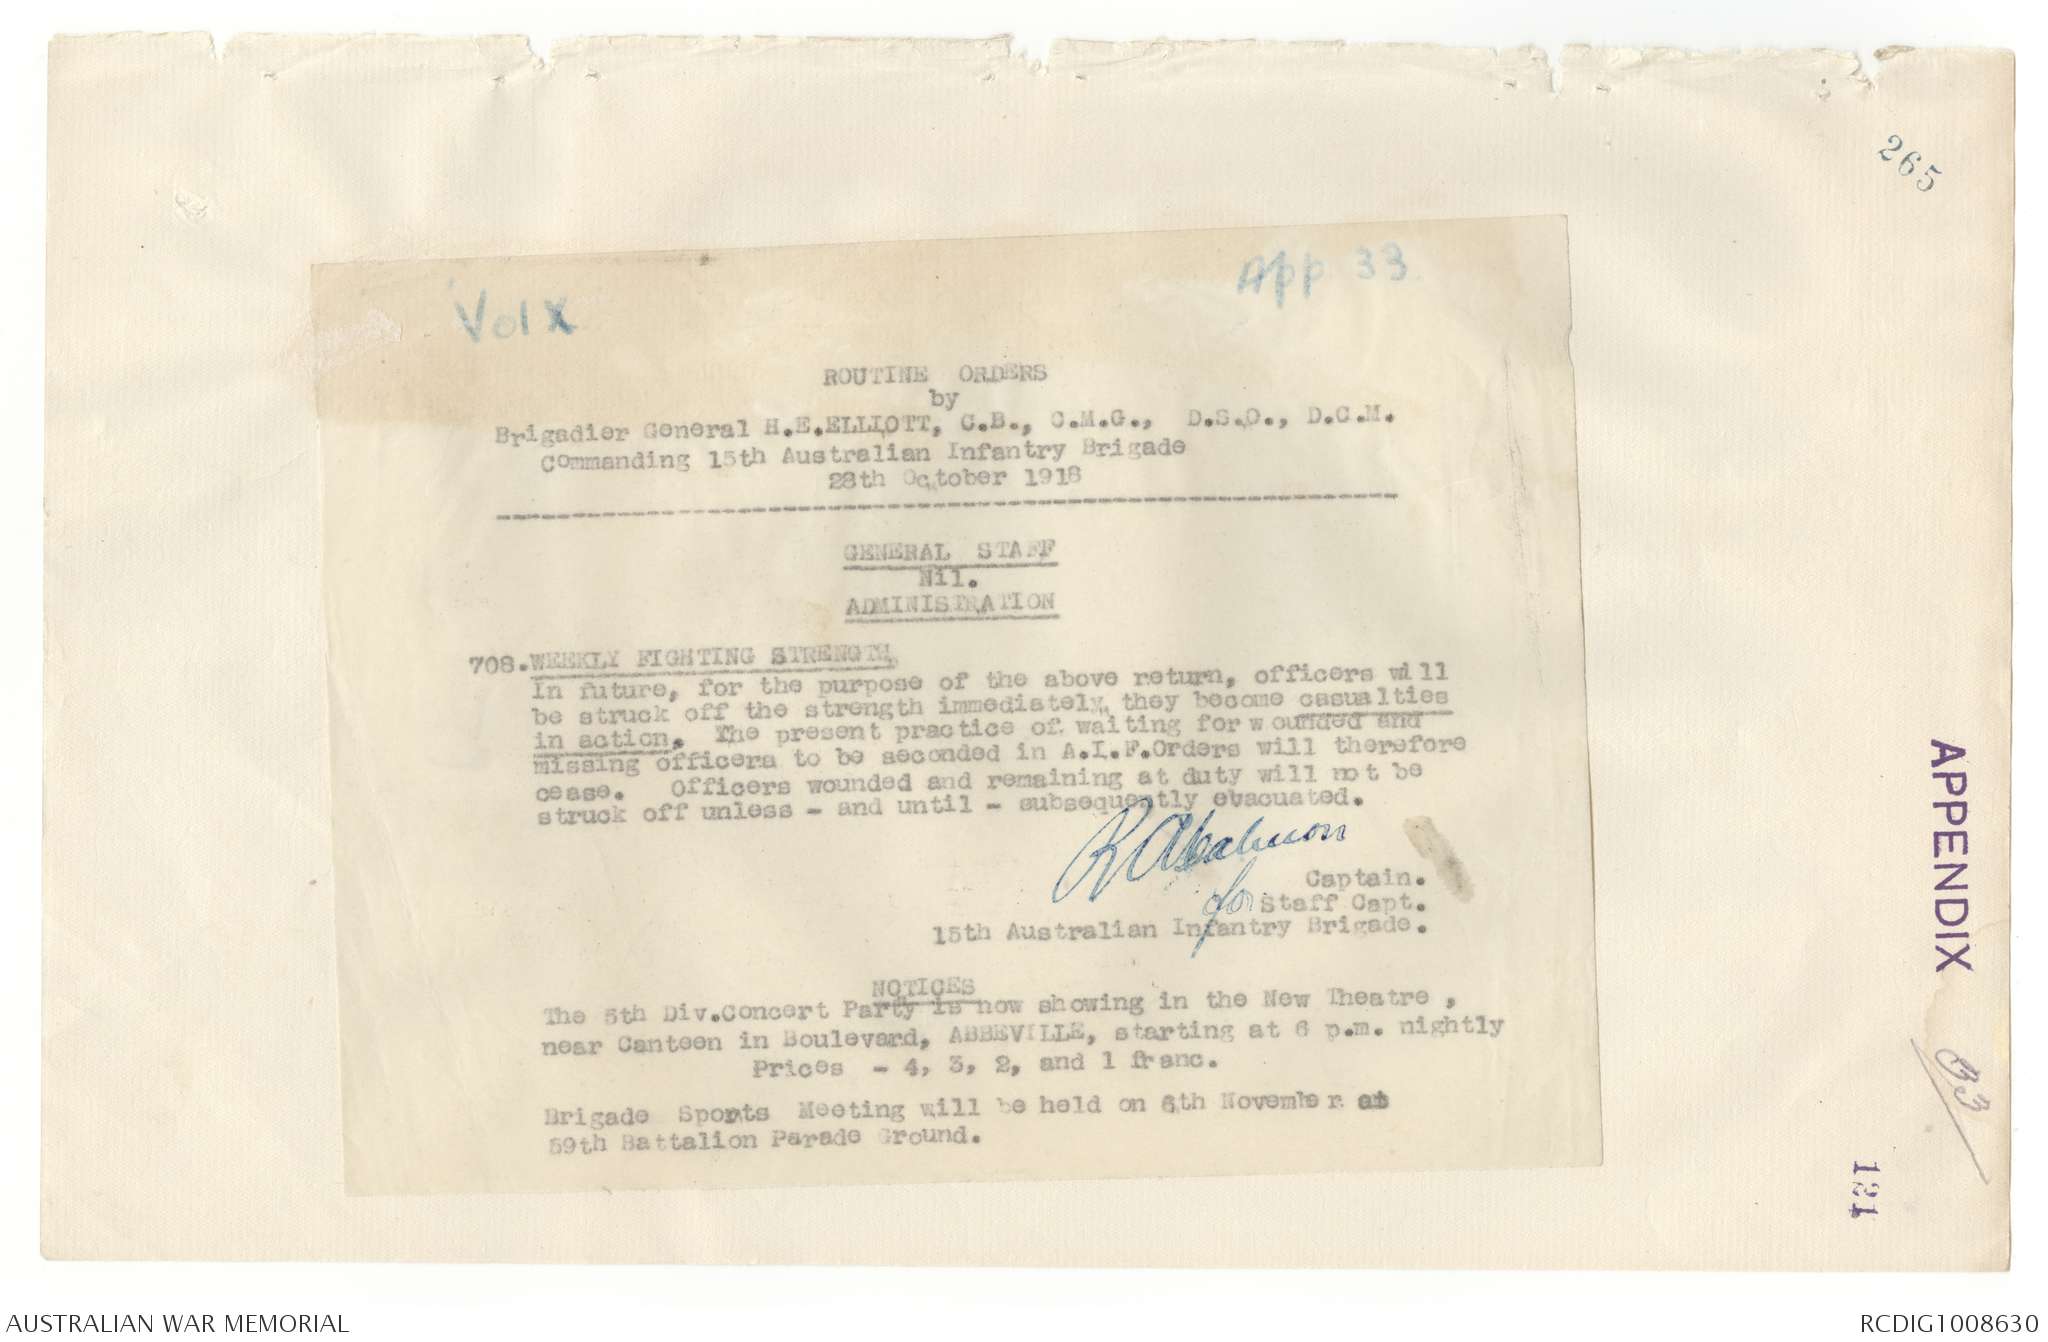 265
Vol X
App 33
ROUTINE ORDERS
by
Brigadier General H.E.ELLIOTT, C.B., C.M.G., D.S.O., D.C.M.
Commanding 15th Australian Infantry Brigade
28th October 1918
GENERAL STAFF
Nil.
ADMINISTRATION
708. WEEKLY FIGHTING STRENGTH
In future, for the purpose of the above return, officers will
be struck off the strength immediately they become casualties
in action. The present practice of waiting for wounded and
missing officera to be seconded in A.I.F.Orders will therefore
cease. Officers wounded and remaining at duty will not be
struck off unless - and until - subsequently evacuated.
Captain.
for Staff Capt.
15th Australian Infantry Brigade.
NOTICES
The 5th Div.Concert Party is now showing in the New Theatre ,
near Canteen in Boulevard, ABBEVILLE, starting at 6 p.m. nightly
Prices - 4, 3, 2, and 1 franc.
Brigade Sports Meeting will be held on 6th November at
59th Battalion Parade Ground.
APPENDIX 33
121
AUSTRALIAN WAR MEMORIAL
RCDIG1008630